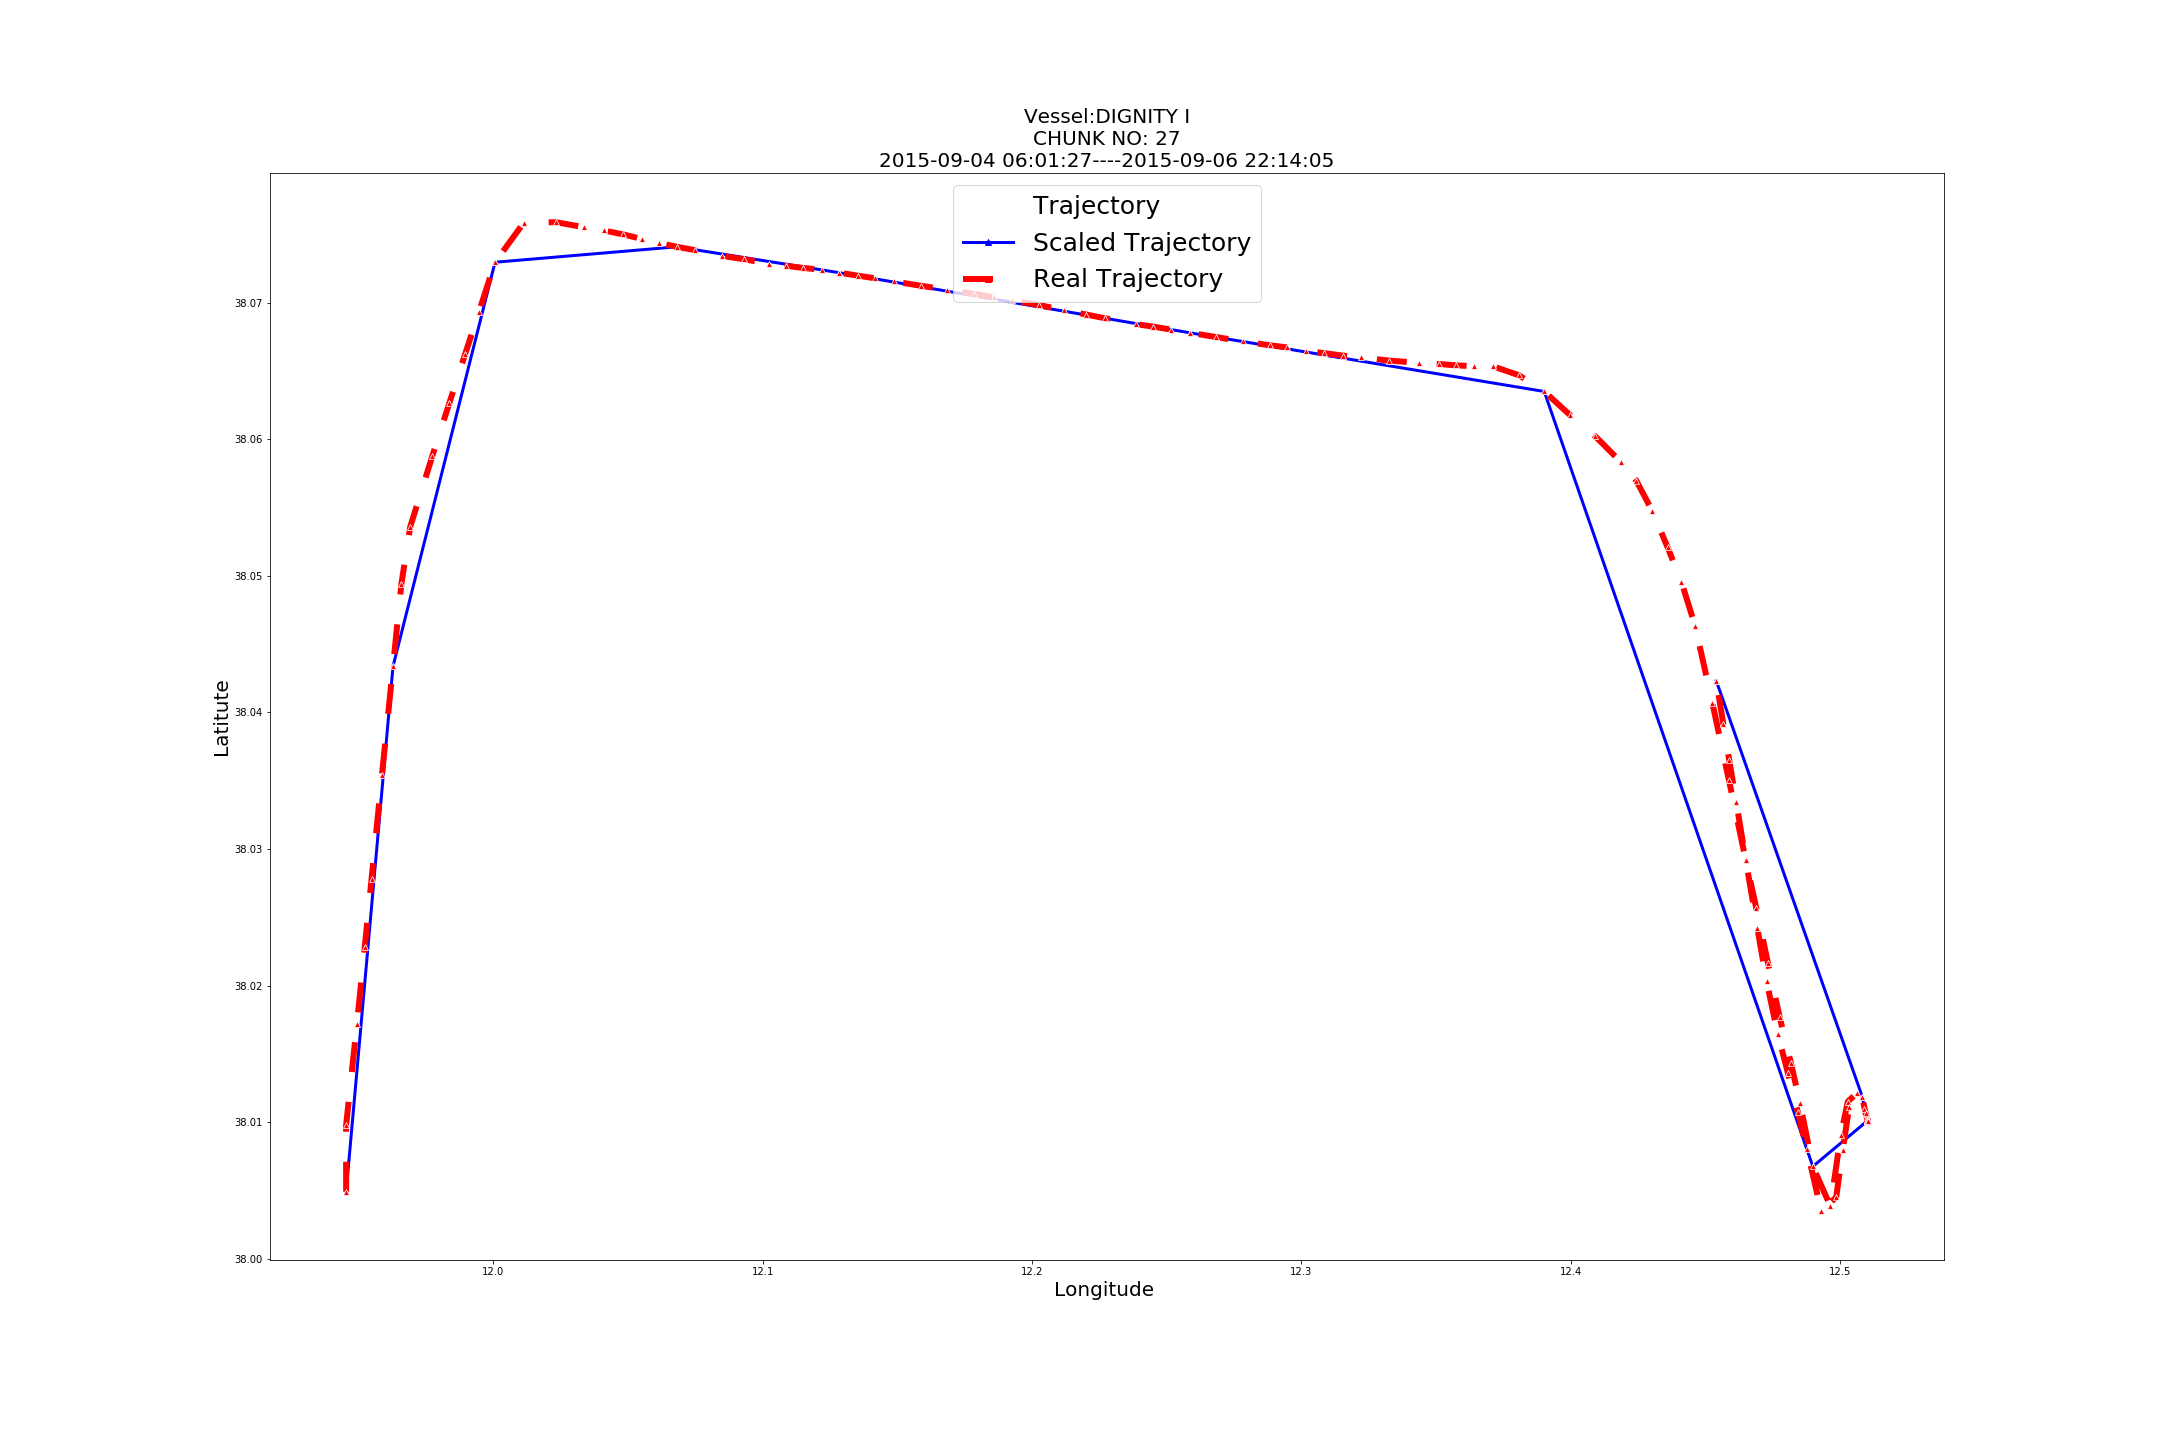 Vessel:DIGNITY I
CHUNK NO: 27
2015-09-04 06:01:27----2015-09-06 22:14:05
Trajectory
Scaled Trajectory
Real Trajectory
Latitute
38.07
38.06
38.05
38.04
38.03
38.02
38.01
38.00
12.0
12.1
12.2
12.3
12.4
12.5
Longitude